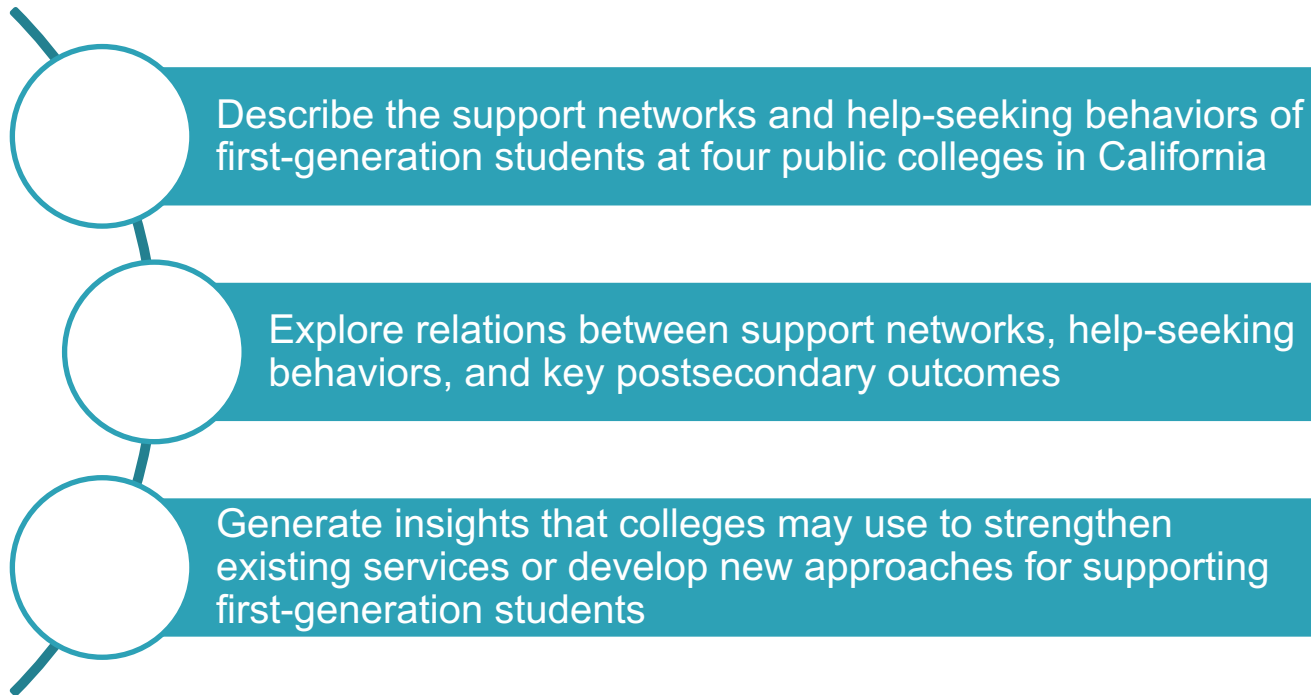 Describe the support networks and help-seeking behaviors of
first-generation students at four public colleges in California
Explore relations between support networks, help-seeking
behaviors, and key postsecondary outcomes
Generate insights that colleges may use to strengthen
existing services or develop new approaches for supporting
first-generation students